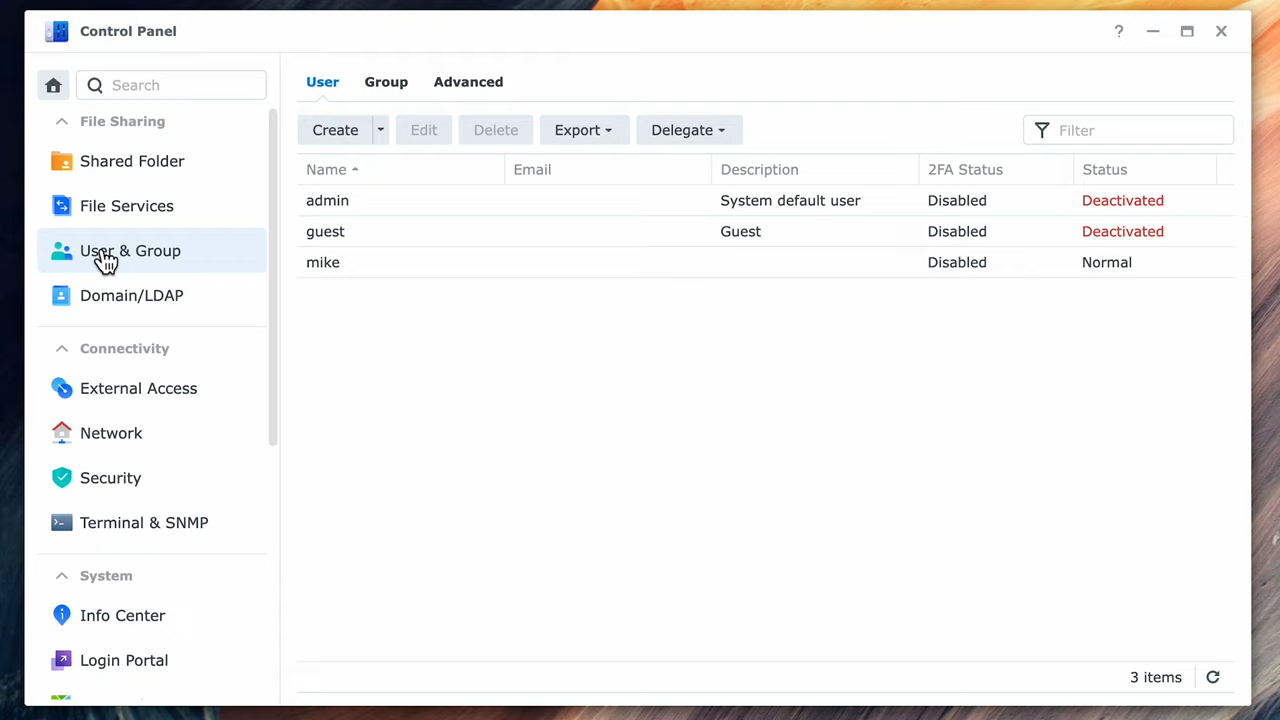 Control Panel
?
Search
File Sharing
Shared Folder
File Services
User & Group
Domain/LDAP
Connectivity
External Access
Network
Security
Terminal & SNMP
System
Info Center
Login Portal
User Group Advanced
Create Edit Delete Export Delegate Filter
Name Email Description 2FA Status Status
admin System default user Disabled Deactivated
guest Guest Disabled Deactivated
mike Disabled Normal
3 items